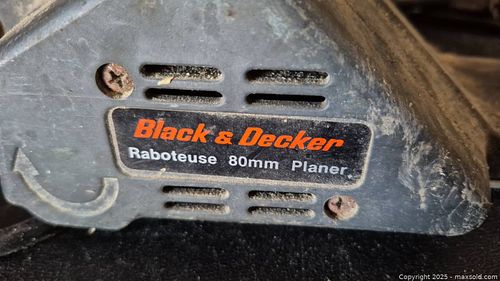 Black & Decker
Raboteuse 80mm Planer
Copyright 2025 - maxsold.com